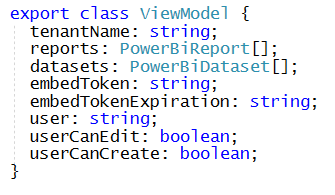 export class ViewModel {
  tenantName: string;
  reports: PowerBiReport[];
  datasets: PowerBiDataset[];
  embedToken: string;
  embedTokenExpiration: string;
  user: string;
  userCanEdit: boolean;
  userCanCreate: boolean;
}